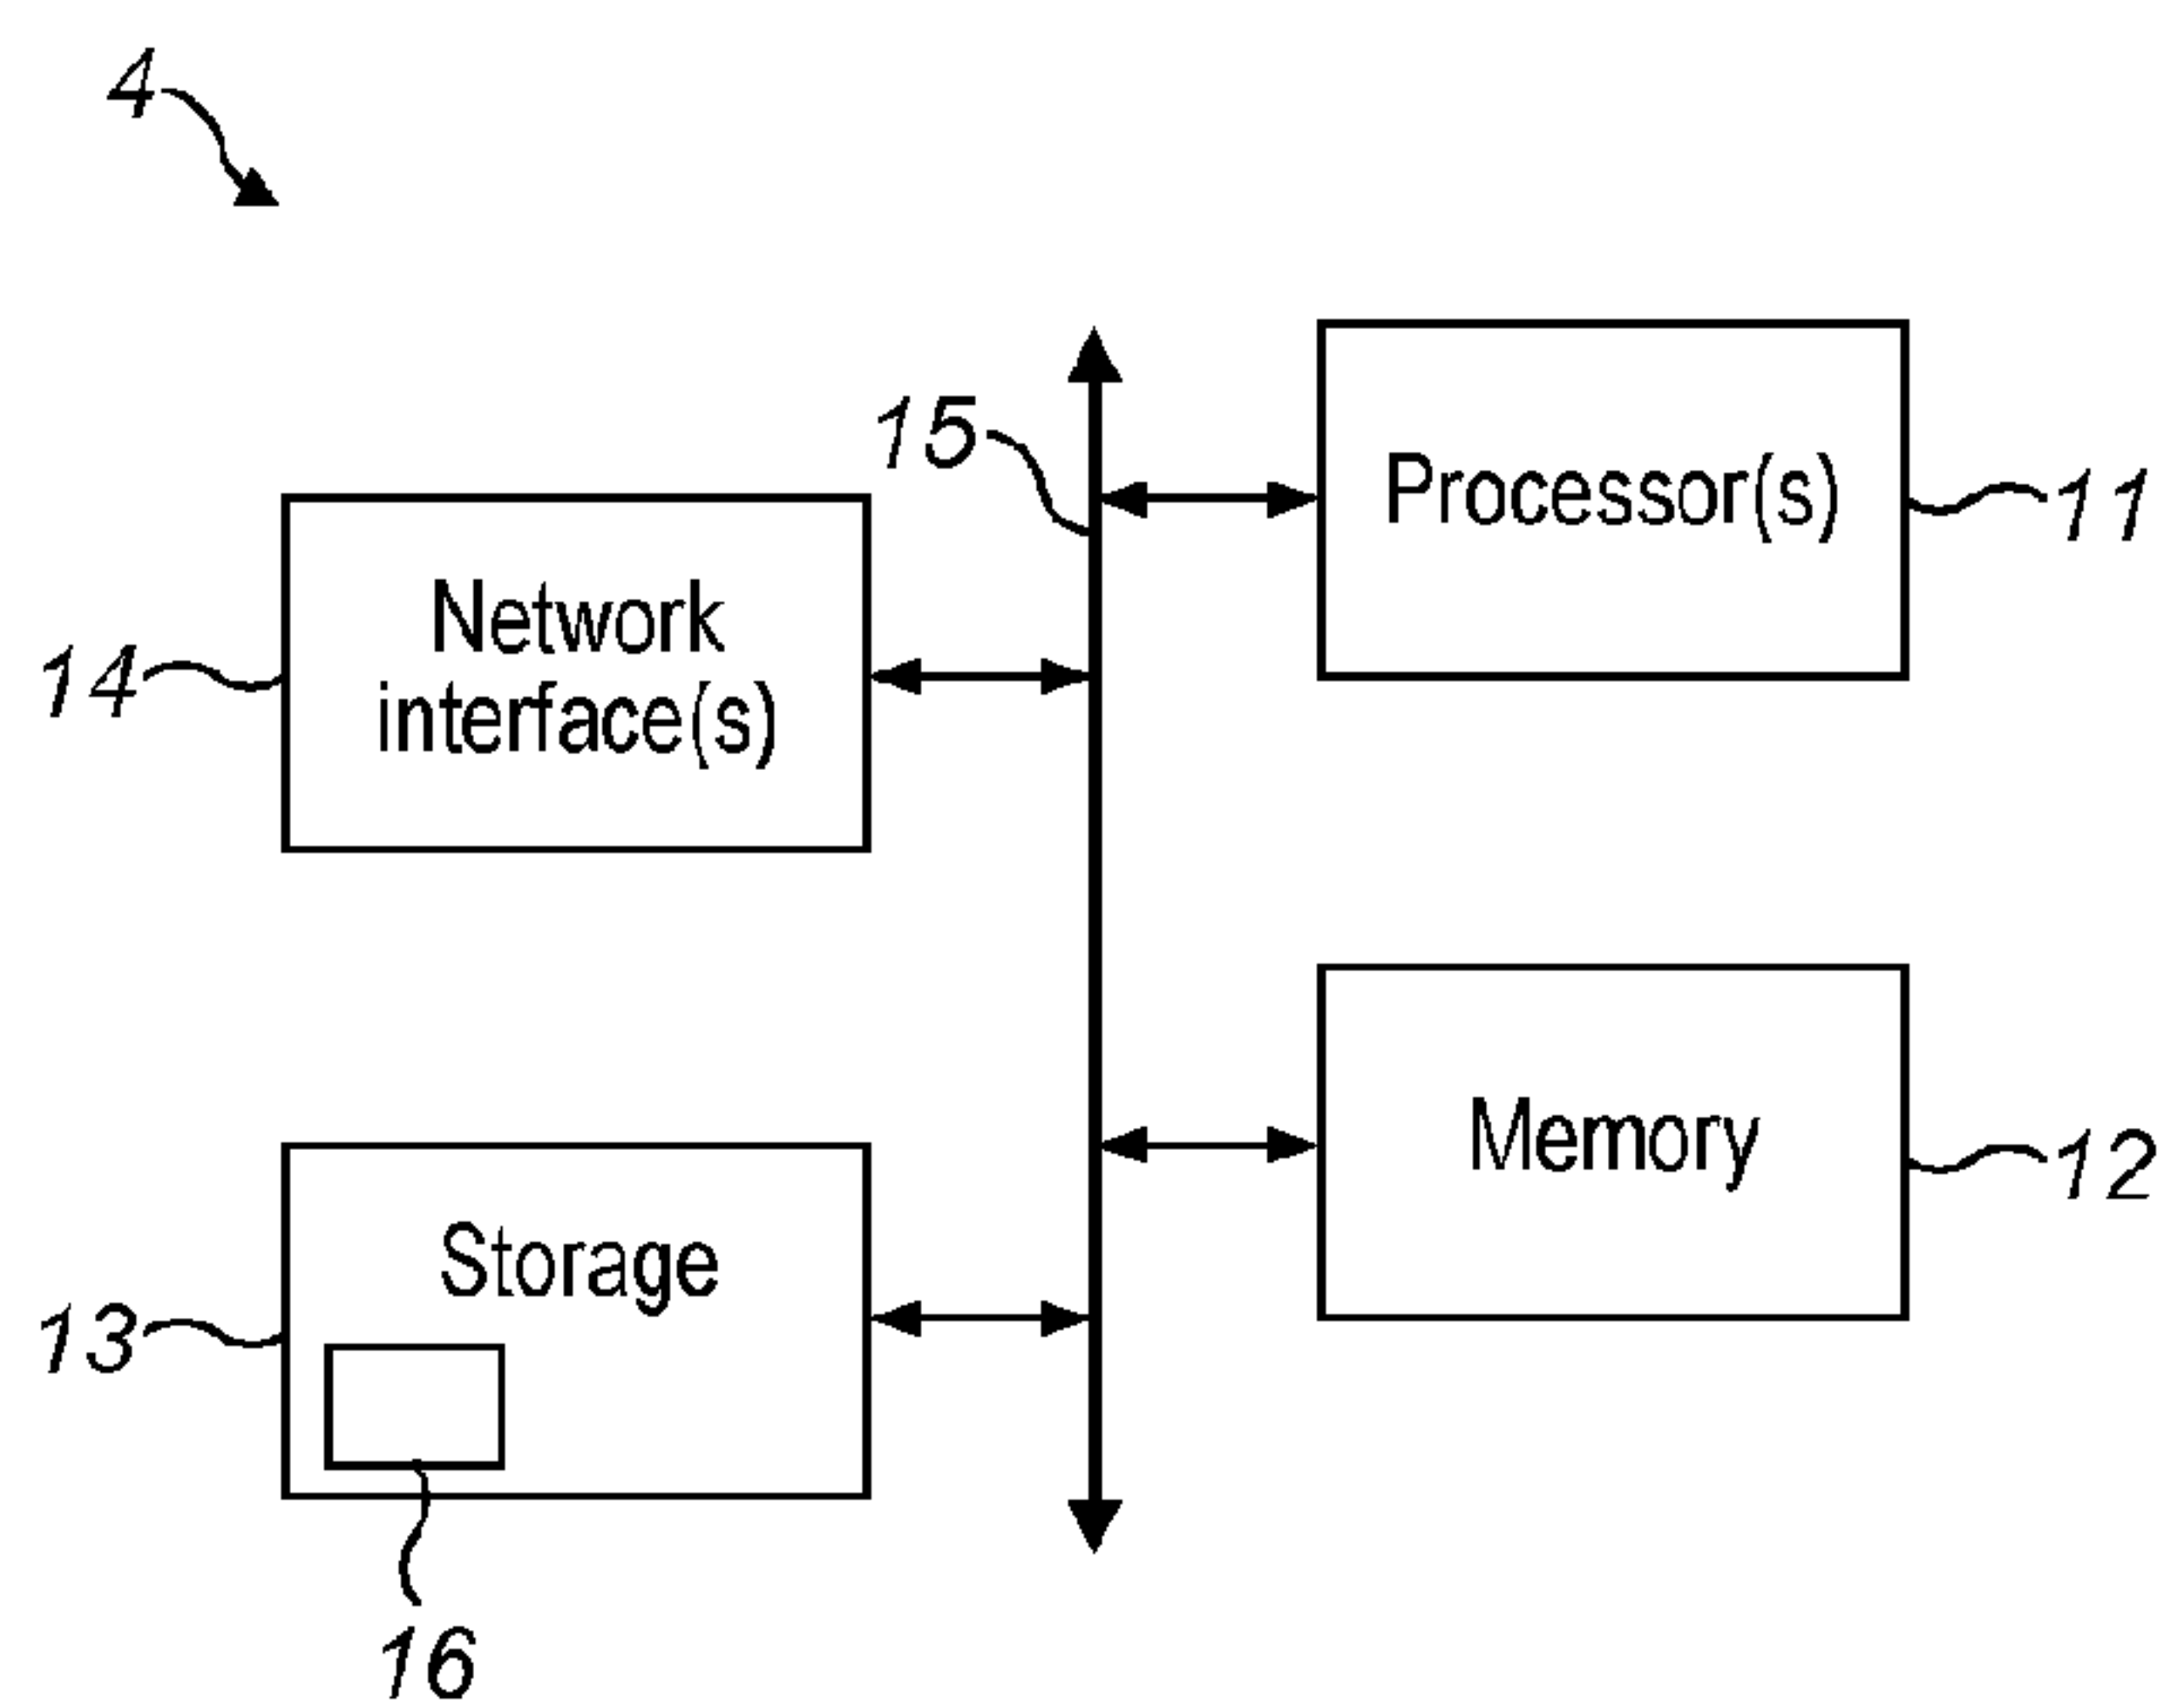 4
15
Processor(s)
11
Network
interface(s)
14
Memory
12
Storage
13
16